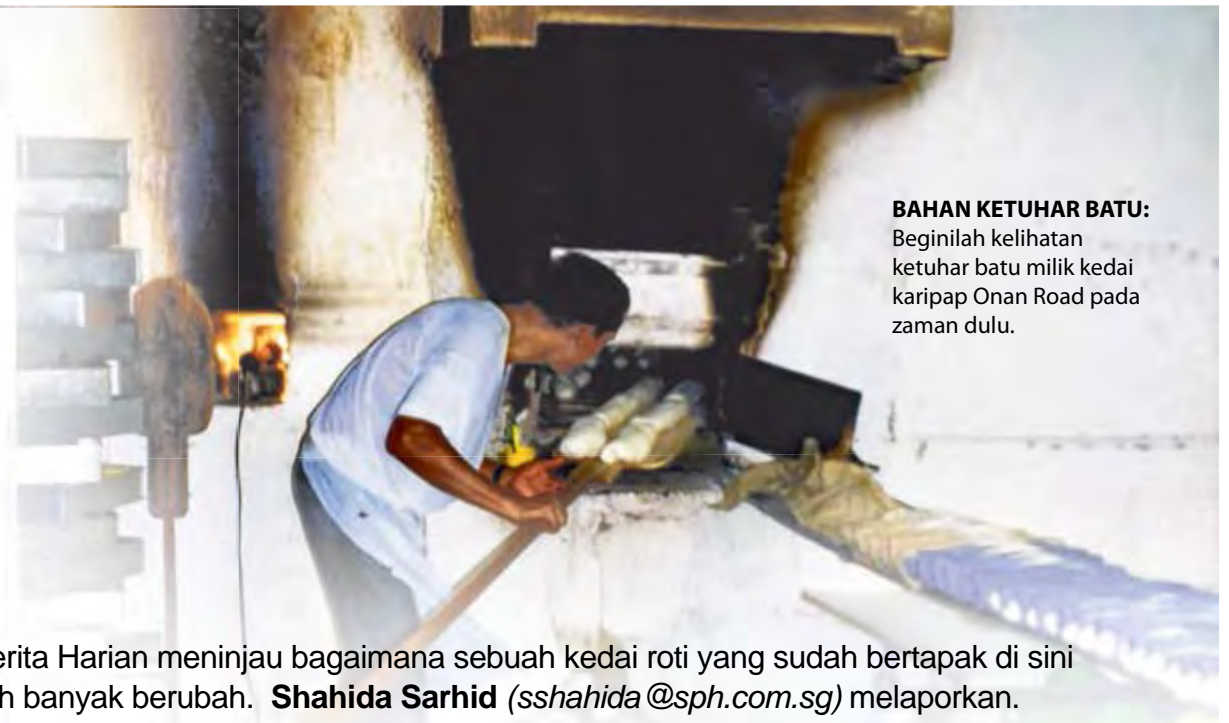 BAHAN KETUHAR BATU:
Beginilah kelihatan
ketuhar batu milik kedai
karipap Onan Road pada
zaman dulu.
erita Harian meninjau bagaimana sebuah kedai roti yang sudah bertapak di sini
h banyak berubah. Shahida Sarhid (sshahida@sph.com.sg) melaporkan.